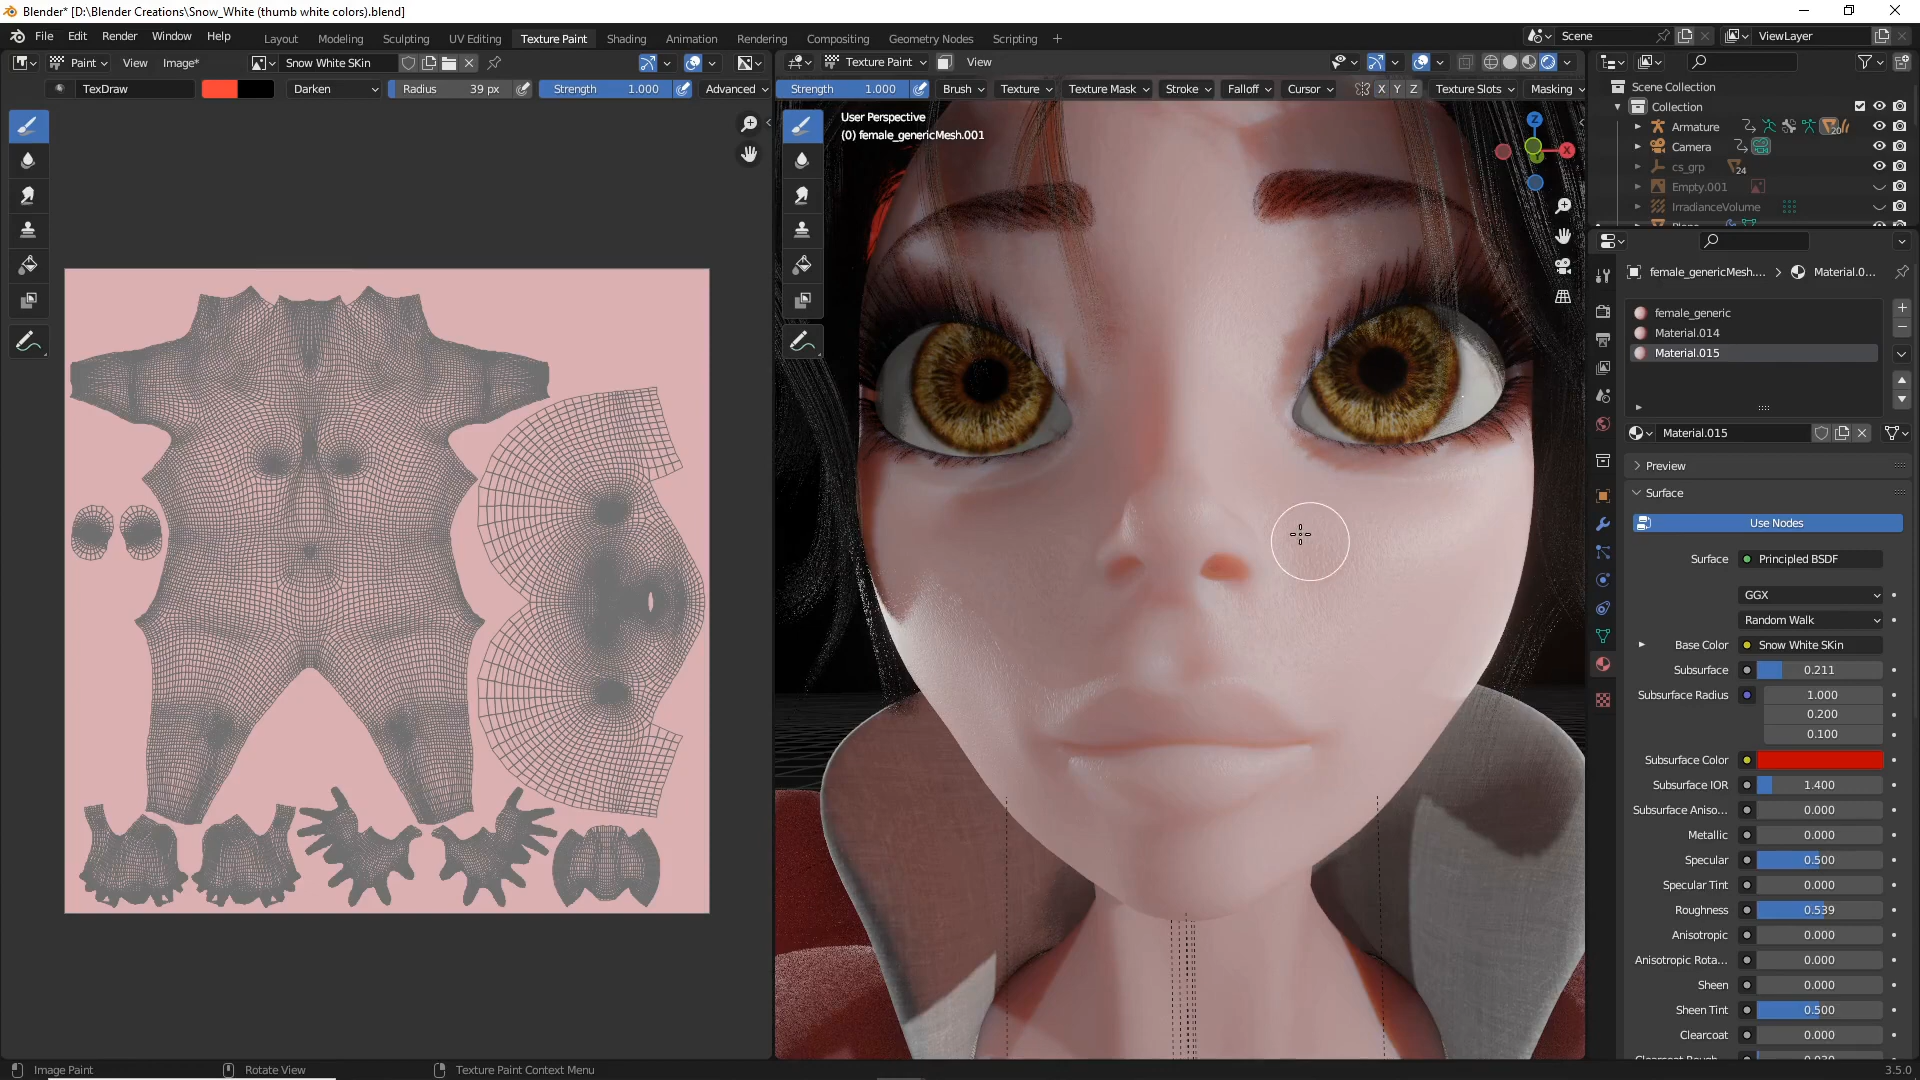 Blender* [D:\Blender Creations\Snow_White (thumb white colors).blend]
File Edit Render Window Help
Layout Modeling Sculpting UV Editing Texture Paint Shading Animation Rendering Compositing Geometry Nodes Scripting +
Scene ViewLayer
Paint View Image* Snow White SKin
Texture Paint View
TexDraw Darken Radius 39 px Strength 1.000 Advanced
Strength 1.000 Brush Texture Texture Mask Stroke Falloff Cursor X Y Z Texture Slots Masking
User Perspective
(0) female_genericMesh.001
Z
X
Y
Scene Collection
Collection
Armature 20
Camera
cs_grp 24
Empty.001
IrradianceVolume
female_genericMesh.... > Material.0...
female_generic
Material.014
Material.015
Material.015
Preview
Surface
Use Nodes
Surface Principled BSDF
GGX
Random Walk
Base Color Snow White SKin
Subsurface 0.211
Subsurface Radius 1.000
0.200
0.100
Subsurface Color
Subsurface IOR 1.400
Subsurface Aniso... 0.000
Metallic 0.000
Specular 0.500
Specular Tint 0.000
Roughness 0.539
Anisotropic 0.000
Anisotropic Rota... 0.000
Sheen 0.000
Sheen Tint 0.500
Clearcoat 0.000
Image Paint Rotate View Texture Paint Context Menu 3.5.0